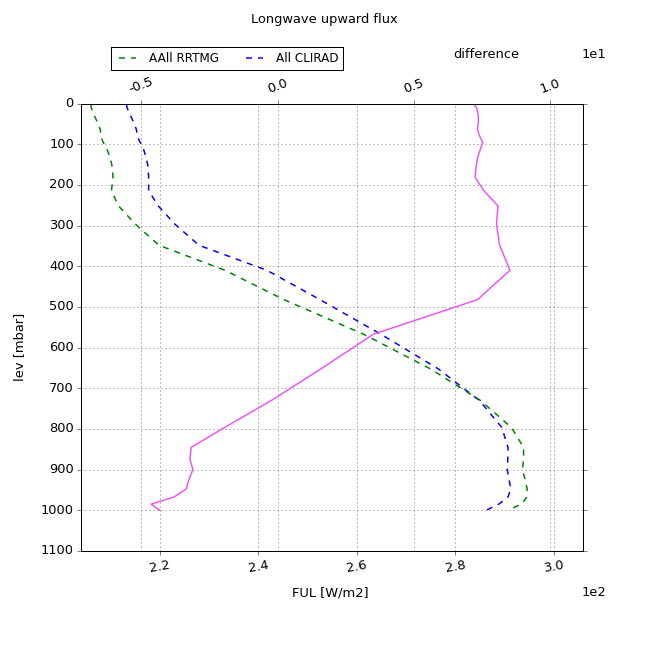 Longwave upward flux
AAll RRTMG All CLIRAD
difference 1e1
-0.5 0.0 0.5 1.0
0
100
200
300
400
500
600
700
800
900
1000
1100
lev [mbar]
2.2 2.4 2.6 2.8 3.0
FUL [W/m2] 1e2